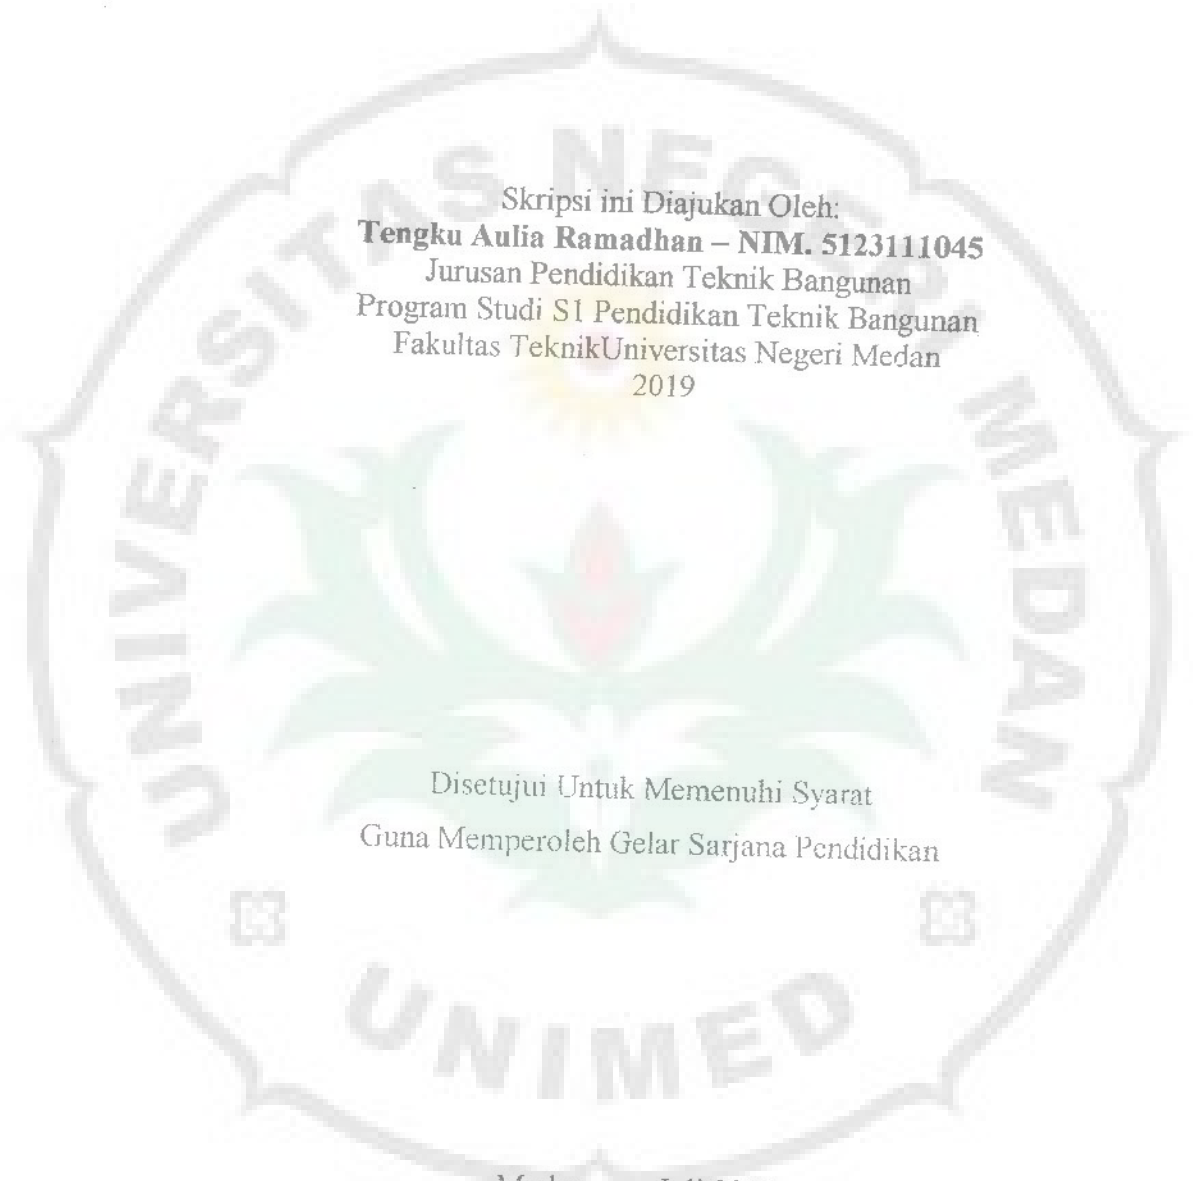 Skripsi ini Diajukan Oleh:
Tengku Aulia Ramadhan – NIM. 5123111045
Jurusan Pendidikan Teknik Bangunan
Program Studi S1 Pendidikan Teknik Bangunan
Fakultas TeknikUniversitas Negeri Medan
2019
Disetujui Untuk Memenuhi Syarat
Guna Memperoleh Gelar Sarjana Pendidikan
UNIVERSITAS NEGERI MEDAN
UNIMED